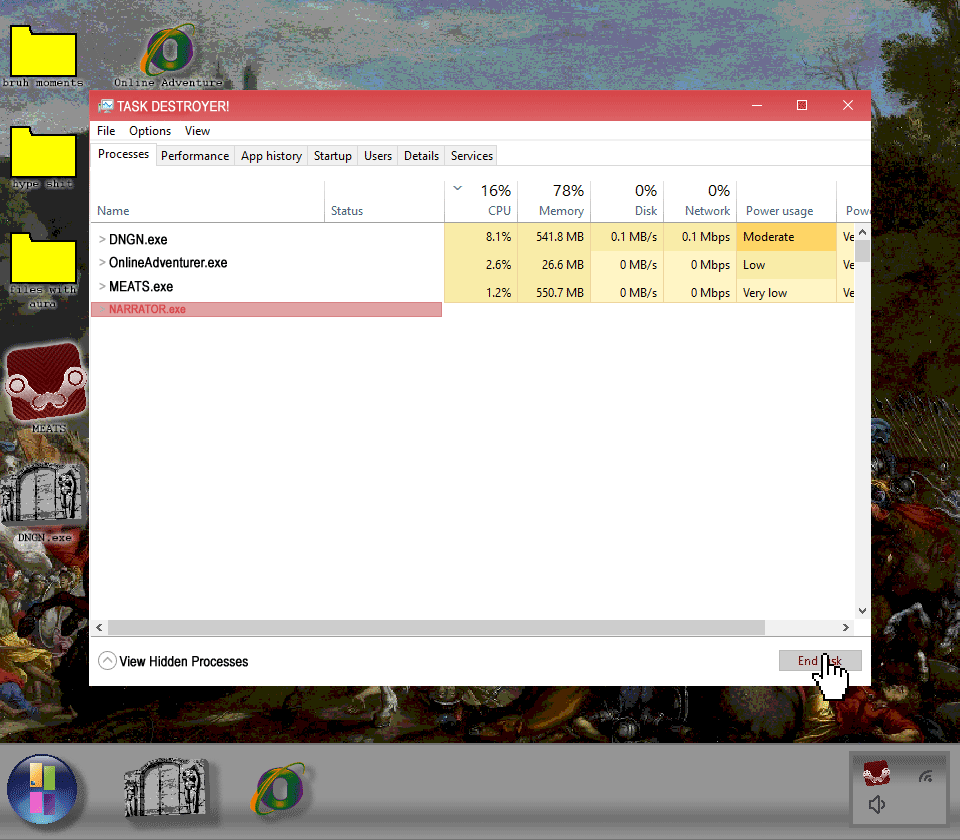 bruh moments
Online Adventure
TASK DESTROYER!
File Options View
Processes Performance App history Startup Users Details Services
16% 78% 0% 0%
Name Status CPU Memory Disk Network Power usage Powe
DNGN.exe 8.1% 541.8 MB 0.1 MB/s 0.1 Mbps Moderate Ve
OnlineAdventurer.exe 2.6% 26.6 MB 0 MB/s 0 Mbps Low Ve
MEATS.exe 1.2% 550.7 MB 0 MB/s 0 Mbps Very low Ve
NARRATOR.exe
hype shit
files with
aura
MEATS
DNGN.exe
View Hidden Processes
End sk